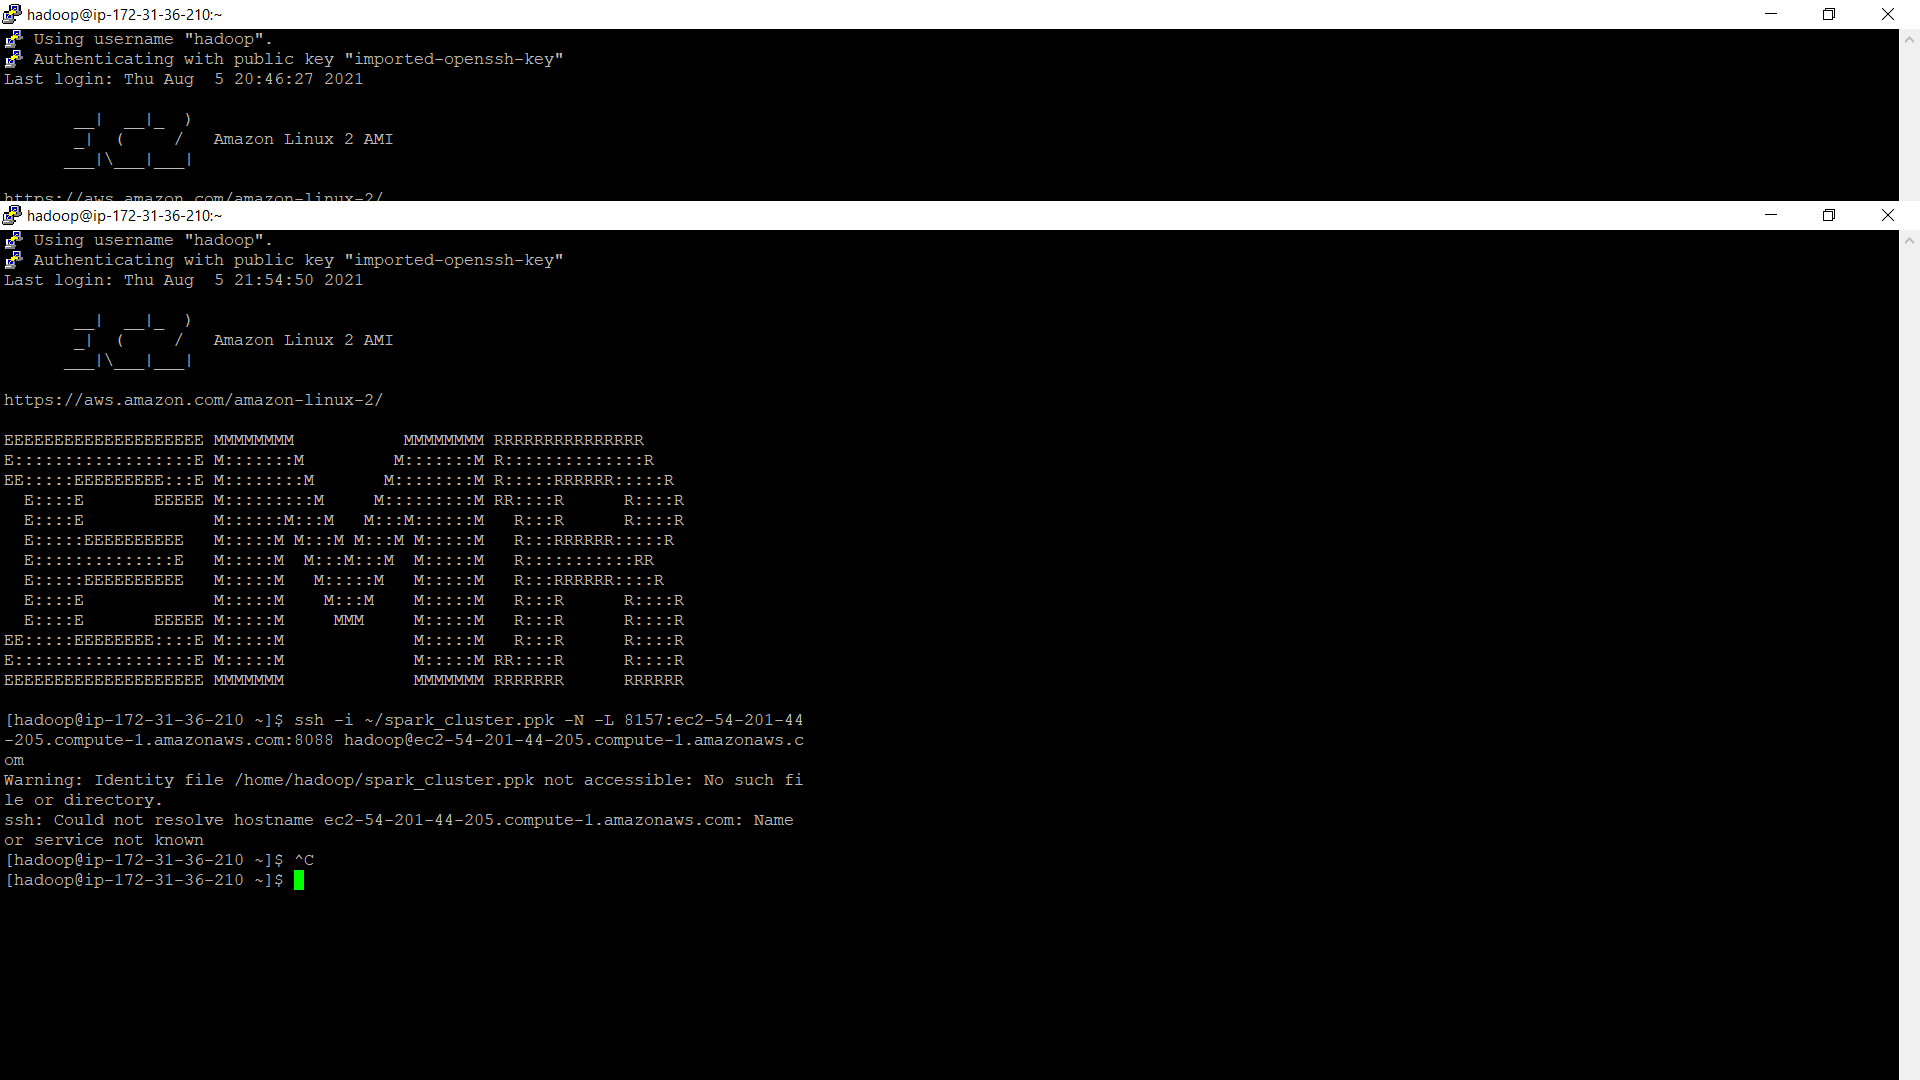 hadoop@ip-172-31-36-210:~
Using username "hadoop".
Authenticating with public key "imported-openssh-key"
Last login: Thu Aug  5 20:46:27 2021
       __|  __|_  )
       _|  (     /   Amazon Linux 2 AMI
      ___|\___|___|
https://aws.amazon.com/amazon-linux-2/
hadoop@ip-172-31-36-210:~
Using username "hadoop".
Authenticating with public key "imported-openssh-key"
Last login: Thu Aug  5 21:54:50 2021
       __|  __|_  )
       _|  (     /   Amazon Linux 2 AMI
      ___|\___|___|
https://aws.amazon.com/amazon-linux-2/
EEEEEEEEEEEEEEEEEEEE MMMMMMMM           MMMMMMMM RRRRRRRRRRRRRRR
E::::::::::::::::::E M:::::::M         M:::::::M R::::::::::::::R
EE:::::EEEEEEEEE:::E M::::::::M       M::::::::M R:::::RRRRRR:::::R
  E::::E       EEEEE M:::::::::M     M:::::::::M RR::::R      R::::R
  E::::E             M::::::M:::M   M:::M::::::M   R:::R      R::::R
  E:::::EEEEEEEEEE   M:::::M M:::M M:::M M:::::M   R:::RRRRRR:::::R
  E::::::::::::::E   M:::::M  M:::M:::M  M:::::M   R:::::::::::RR
  E:::::EEEEEEEEEE   M:::::M   M:::::M   M:::::M   R:::RRRRRR::::R
  E::::E             M:::::M    M:::M    M:::::M   R:::R      R::::R
  E::::E       EEEEE M:::::M     MMM     M:::::M   R:::R      R::::R
EE:::::EEEEEEEE::::E M:::::M             M:::::M   R:::R      R::::R
E::::::::::::::::::E M:::::M             M:::::M RR::::R      R::::R
EEEEEEEEEEEEEEEEEEEE MMMMMMM             MMMMMMM RRRRRRR      RRRRRR
[hadoop@ip-172-31-36-210 ~]$ ssh -i ~/spark_cluster.ppk -N -L 8157:ec2-54-201-44
-205.compute-1.amazonaws.com:8088 hadoop@ec2-54-201-44-205.compute-1.amazonaws.c
om
Warning: Identity file /home/hadoop/spark_cluster.ppk not accessible: No such fi
le or directory.
ssh: Could not resolve hostname ec2-54-201-44-205.compute-1.amazonaws.com: Name
or service not known
[hadoop@ip-172-31-36-210 ~]$ ^C
[hadoop@ip-172-31-36-210 ~]$